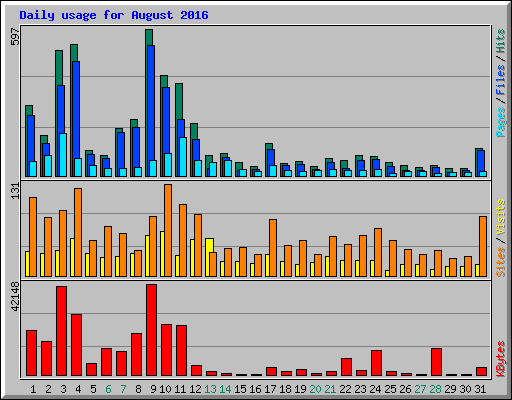 Daily usage for August 2016
597
Pages / Files / Hits
131
Sites / Visits
42148
KBytes
1 2 3 4 5 6 7 8 9 10 11 12 13 14 15 16 17 18 19 20 21 22 23 24 25 26 27 28 29 30 31